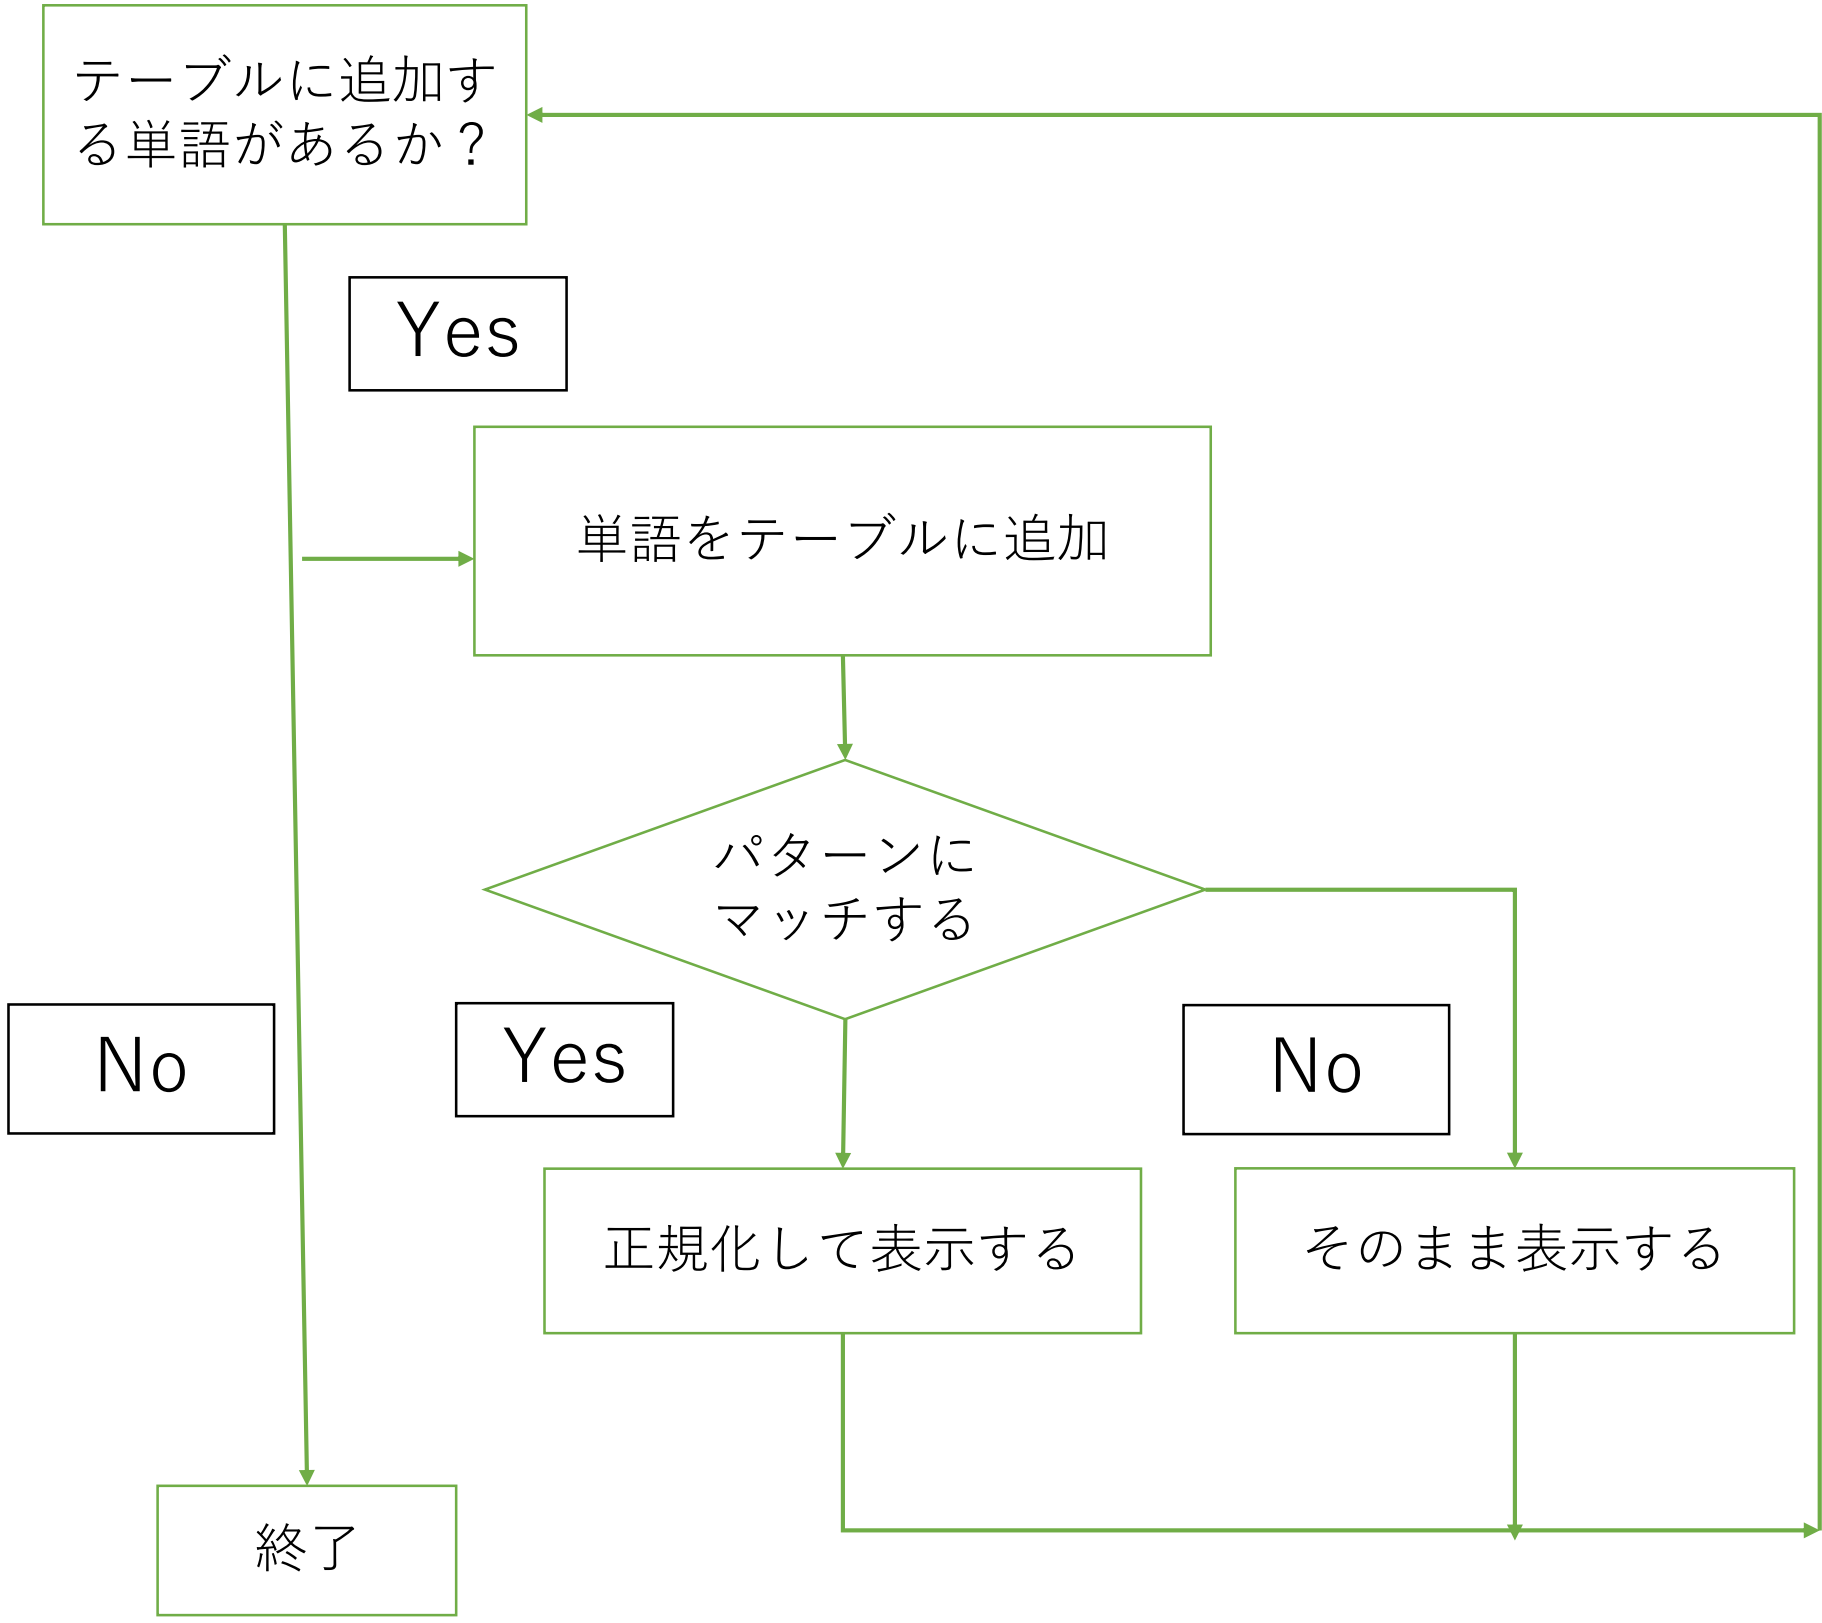 テーブルに追加す
る単語があるか？
Yes
単語をテーブルに追加
パターンに
マッチする
No
Yes
No
正規化して表示する
そのまま表示する
終了